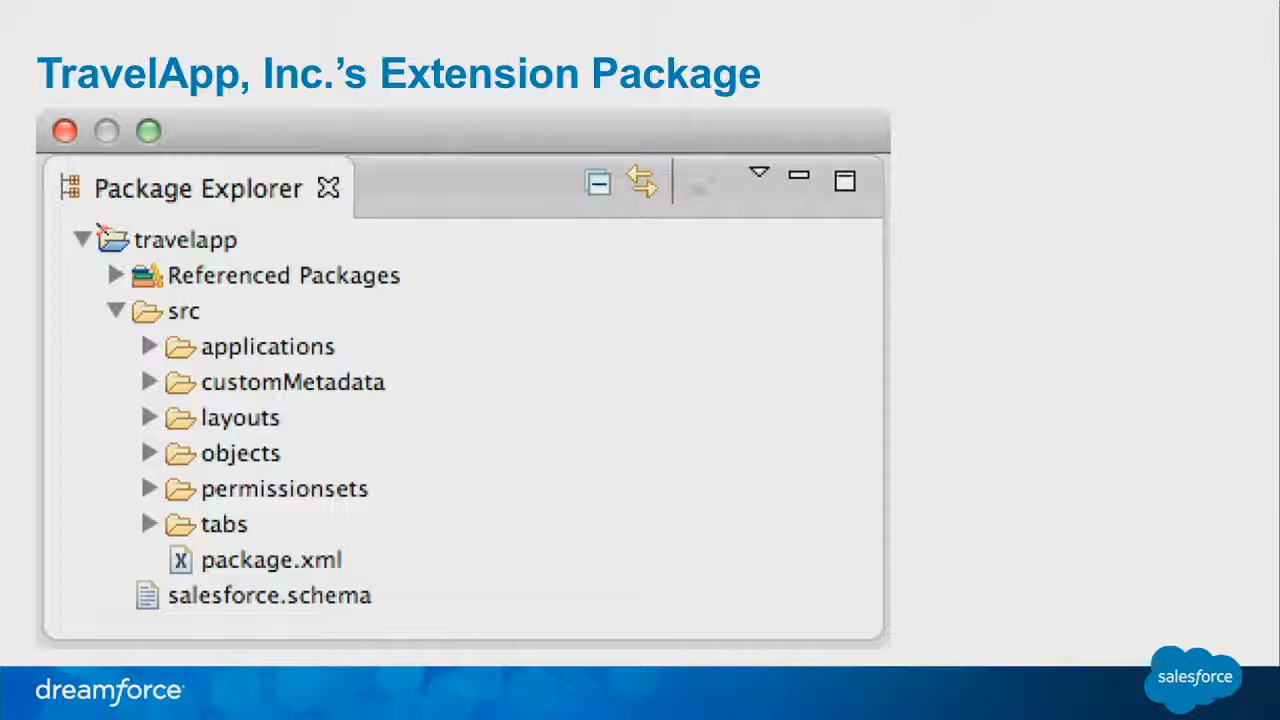 TravelApp, Inc.’s Extension Package
Package Explorer
travelapp
Referenced Packages
src
applications
customMetadata
layouts
objects
permissionsets
tabs
package.xml
salesforce.schema
dreamforce
salesforce